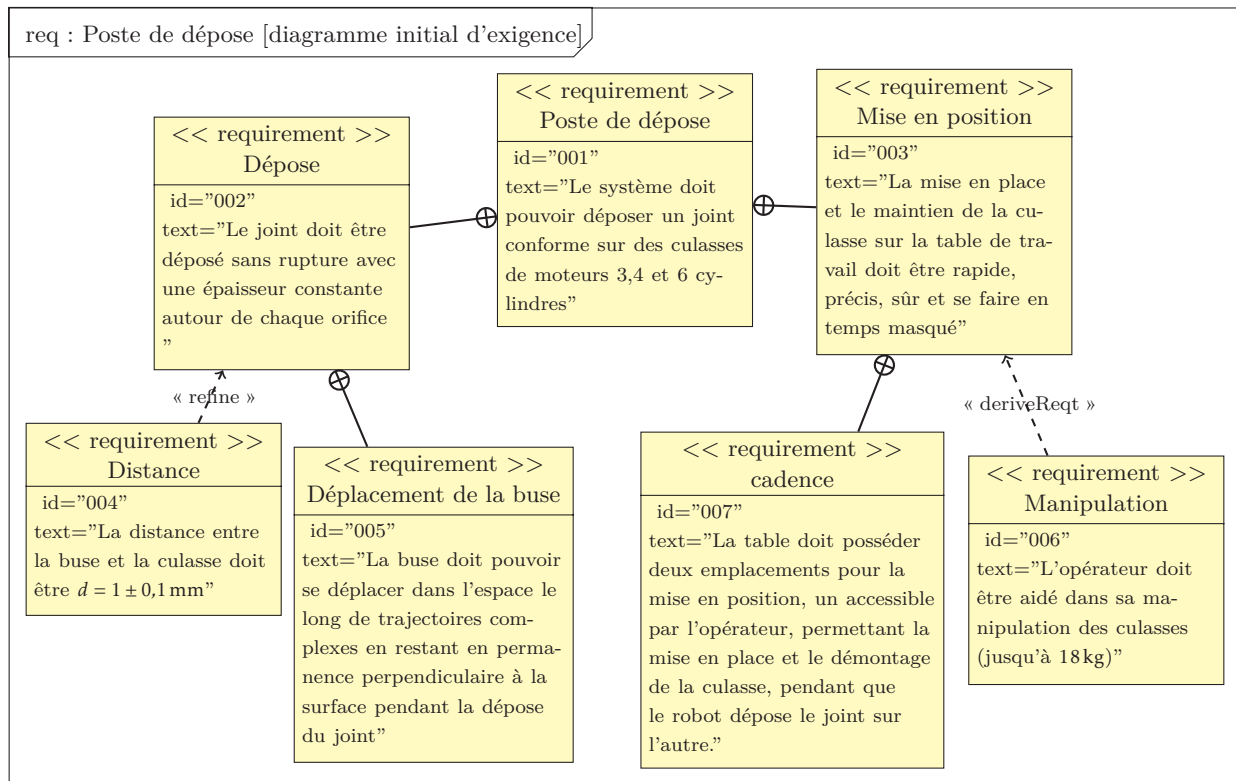 req : Poste de dépose [diagramme initial d'exigence]
<< requirement >>
Poste de dépose
id="001"
text="Le système doit
pouvoir déposer un joint
conforme sur des culasses
de moteurs 3,4 et 6 cy-
lindres"
<< requirement >>
Mise en position
id="003"
text="La mise en place
et le maintien de la cu-
lasse sur la table de tra-
vail doit être rapide,
précis, sûr et se faire en
temps masqué"
<< requirement >>
Dépose
id="002"
text="Le joint doit être
déposé sans rupture avec
une épaisseur constante
autour de chaque orifice
"
« refine »
« deriveReqt »
<< requirement >>
Distance
id="004"
text="La distance entre
la buse et la culasse doit
être d = 1 ± 0,1 mm"
<< requirement >>
Déplacement de la buse
id="005"
text="La buse doit pouvoir
se déplacer dans l'espace le
long de trajectoires com-
plexes en restant en perma-
nence perpendiculaire à la
surface pendant la dépose
du joint"
<< requirement >>
cadence
id="007"
text="La table doit posséder
deux emplacements pour la
mise en position, un accessible
par l'opérateur, permettant la
mise en place et le démontage
de la culasse, pendant que
le robot dépose le joint sur
l'autre."
<< requirement >>
Manipulation
id="006"
text="L'opérateur doit
être aidé dans sa ma-
nipulation des culasses
(jusqu'à 18 kg)"